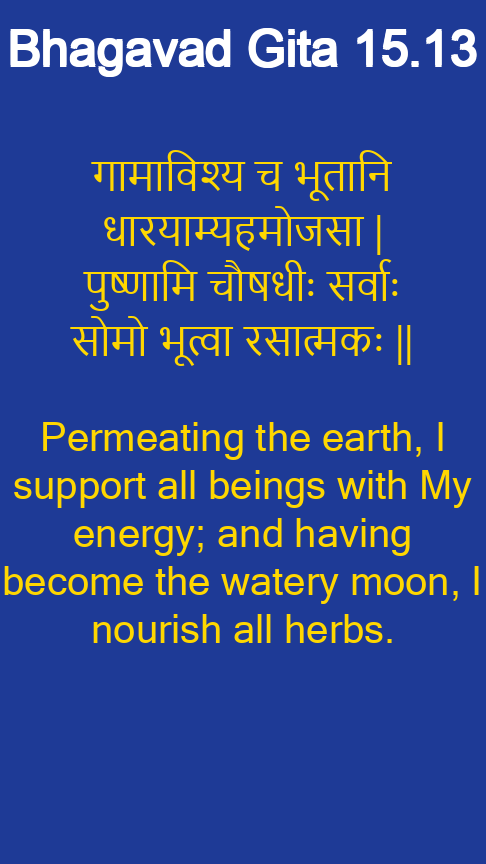 Bhagavad Gita 15.13
गामाविश्य च भूतानि
धारयाम्यहमोजसा |
पुष्णामि चौषधीः सर्वाः
सोमो भूत्वा रसात्मकः ||
Permeating the earth, I
support all beings with My
energy; and having
become the watery moon, I
nourish all herbs.